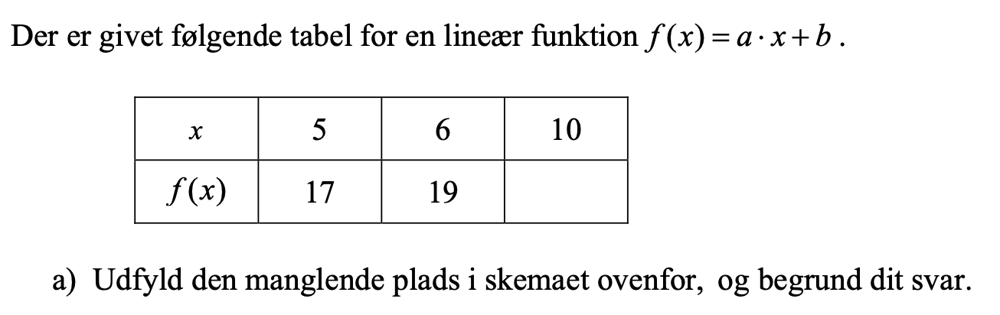 Der er givet følgende tabel for en lineær funktion f(x) = a · x + b .
x 5 6 10
f(x) 17 19
a) Udfyld den manglende plads i skemaet ovenfor, og begrund dit svar.